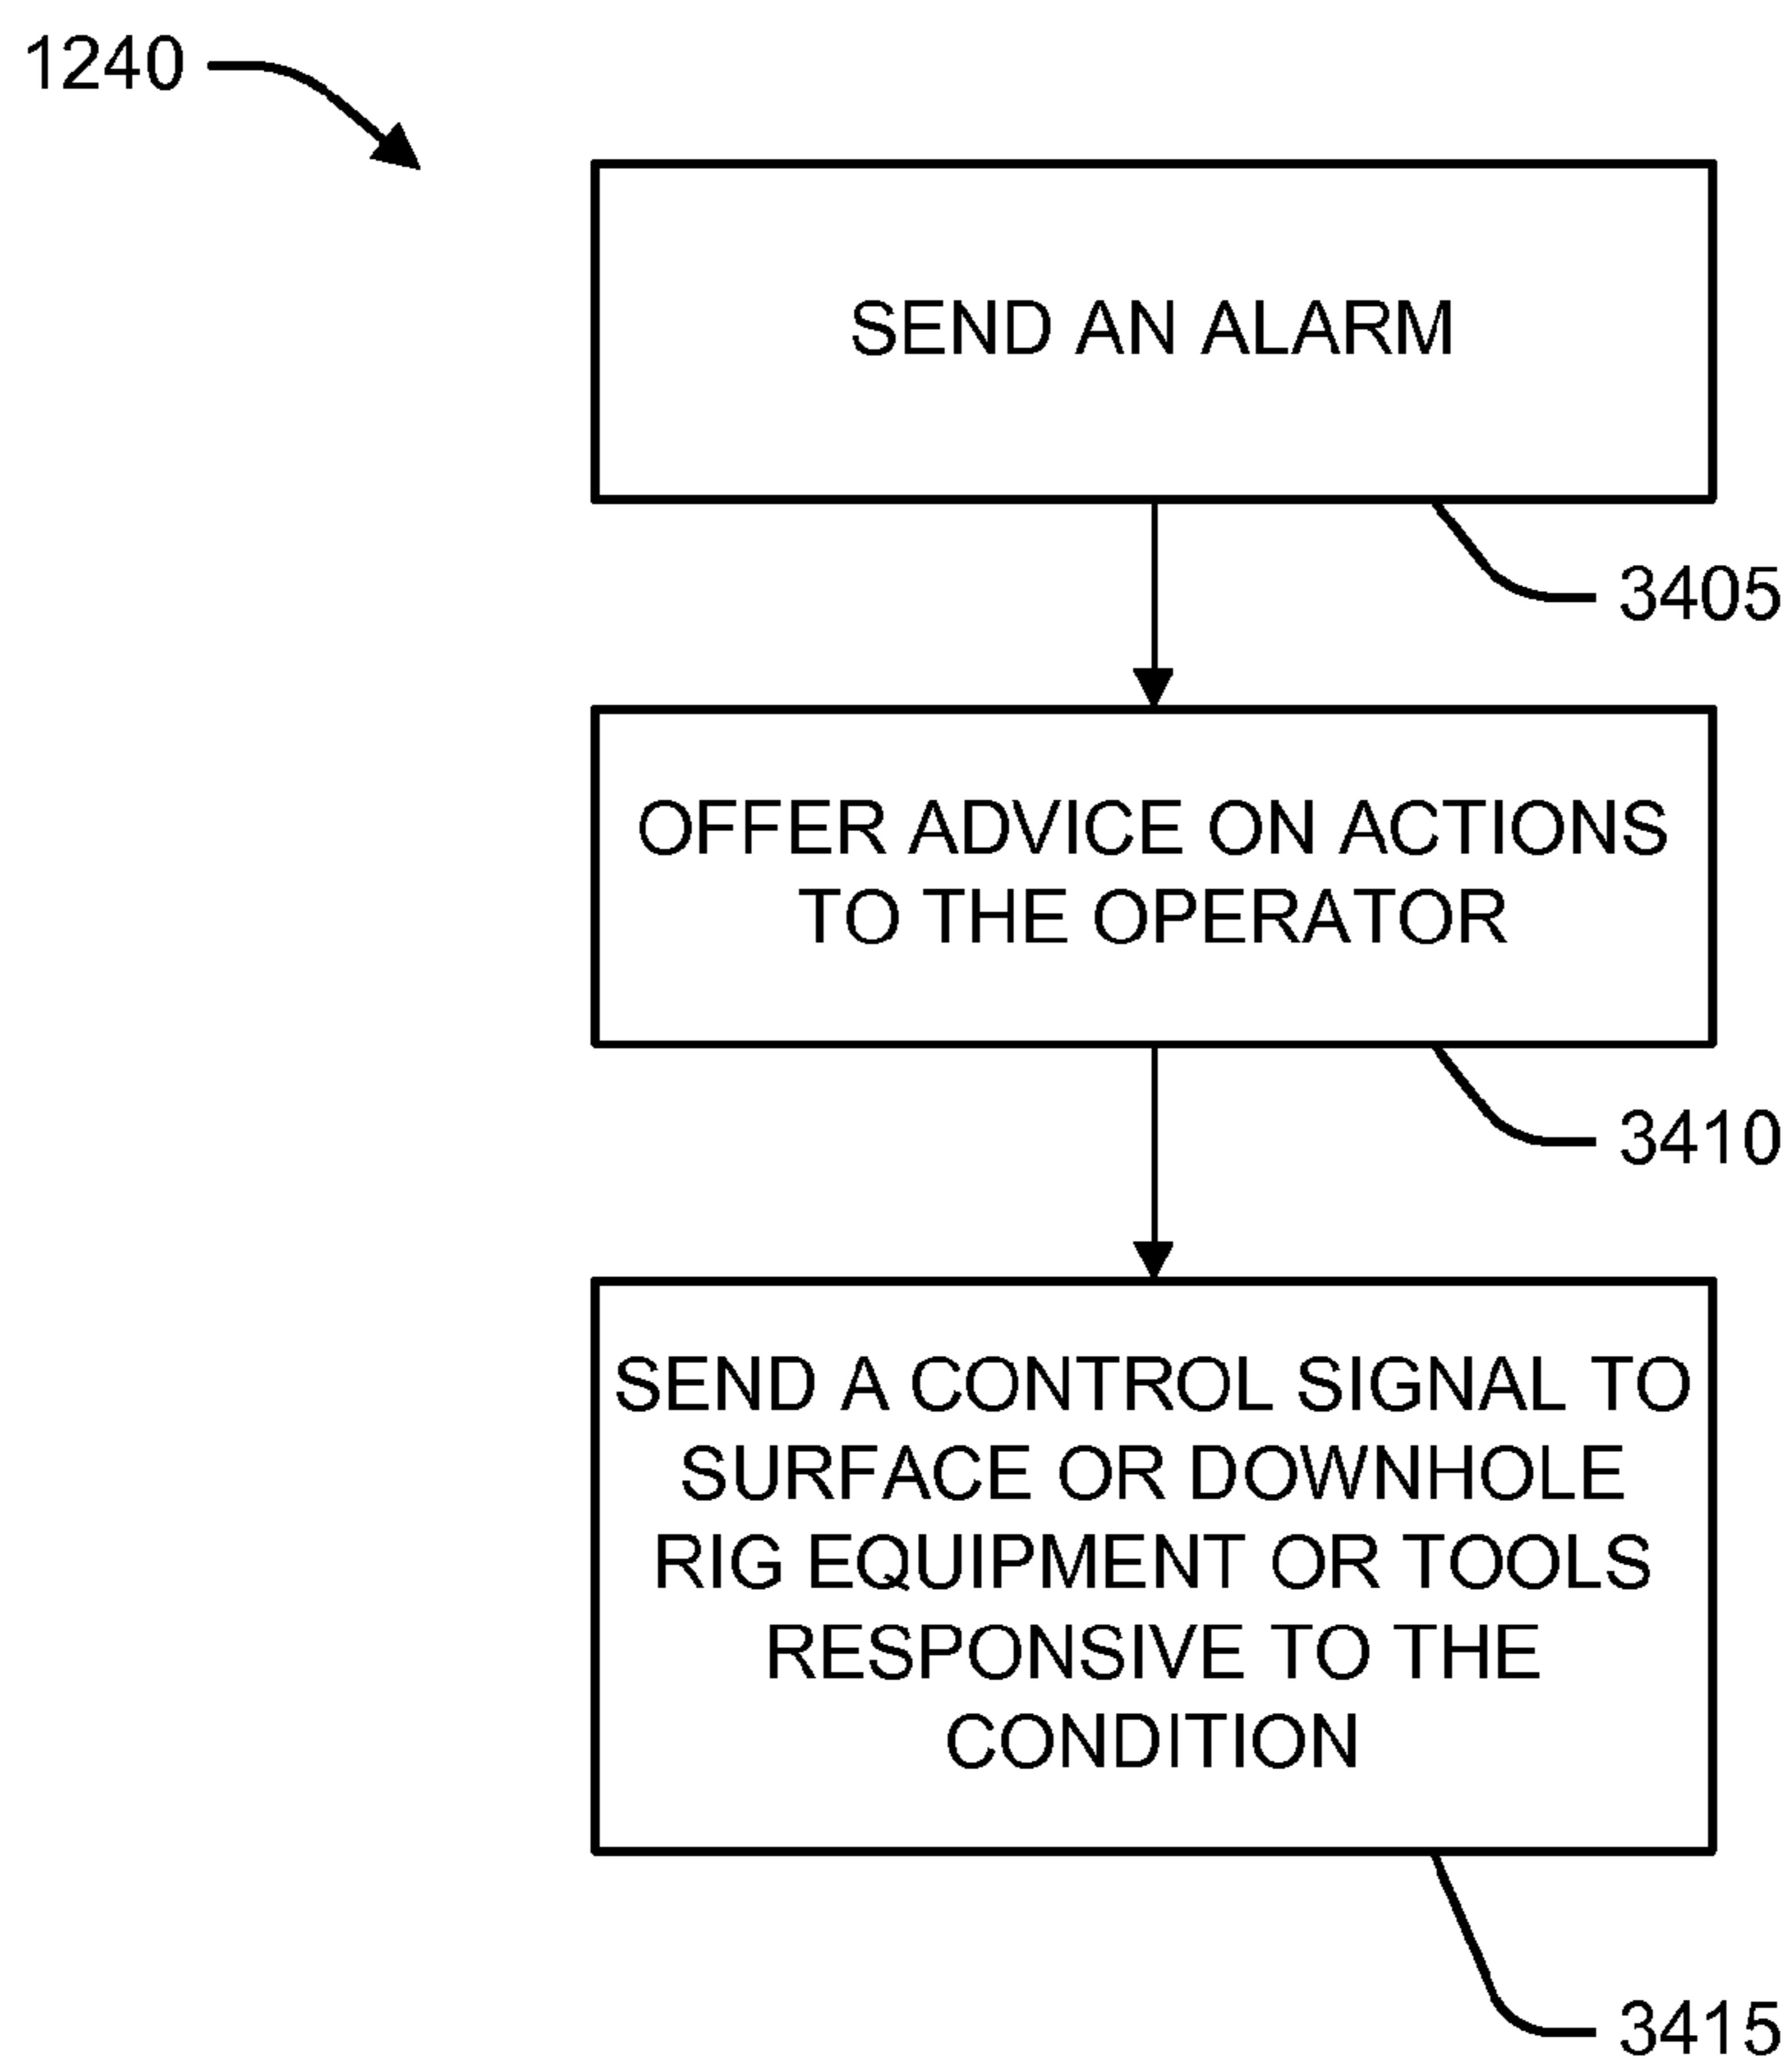 1240
SEND AN ALARM
3405
OFFER ADVICE ON ACTIONS
TO THE OPERATOR
3410
SEND A CONTROL SIGNAL TO
SURFACE OR DOWNHOLE
RIG EQUIPMENT OR TOOLS
RESPONSIVE TO THE
CONDITION
3415